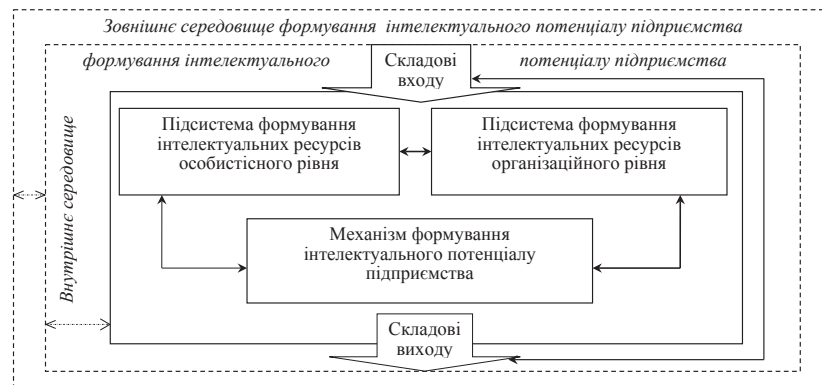 Зовнішнє середовище формування інтелектуального потенціалу підприємства
формування інтелектуального
потенціалу підприємства
Складові
входу
Внутрішнє середовище
Підсистема формування
інтелектуальних ресурсів
особистісного рівня
Підсистема формування
інтелектуальних ресурсів
організаційного рівня
Механізм формування
інтелектуального потенціалу
підприємства
Складові
виходу